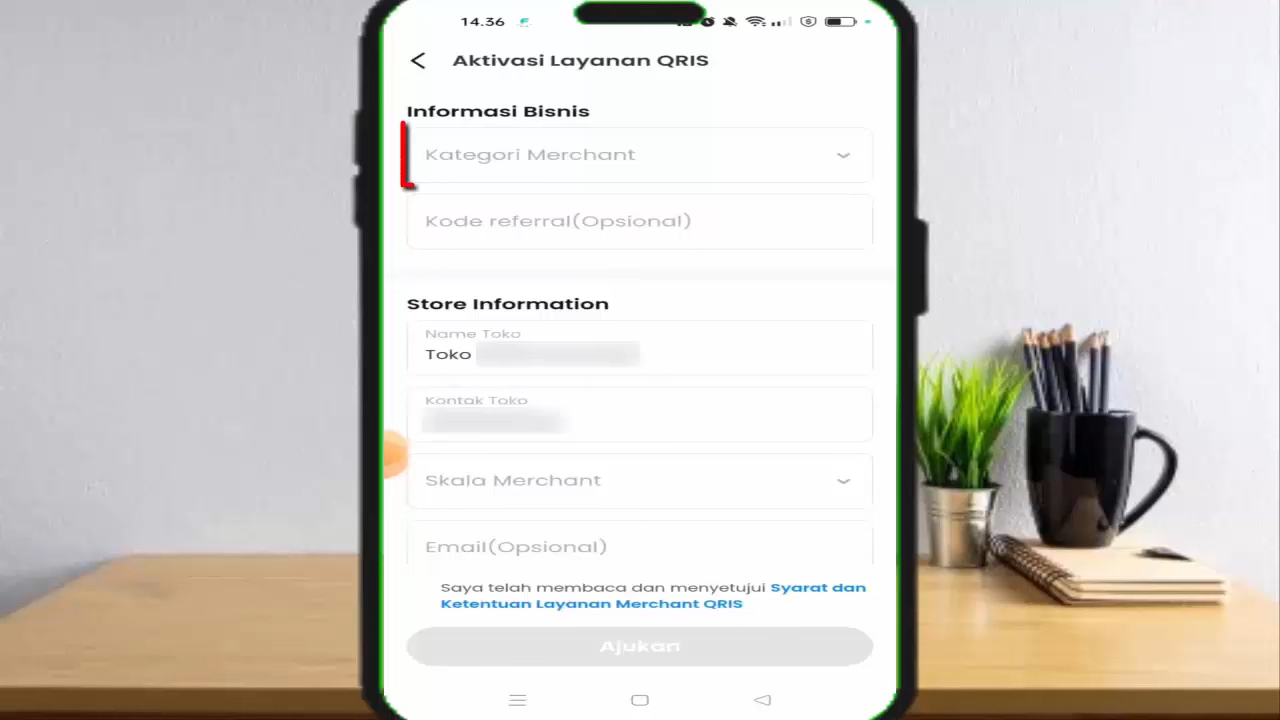 14.36
Aktivasi Layanan QRIS
Informasi Bisnis
Kategori Merchant
Kode referral(Opsional)
Store Information
Name Toko
Toko
Kontak Toko
Skala Merchant
Email(Opsional)
Saya telah membaca dan menyetujui Syarat dan
Ketentuan Layanan Merchant QRIS
Ajukan